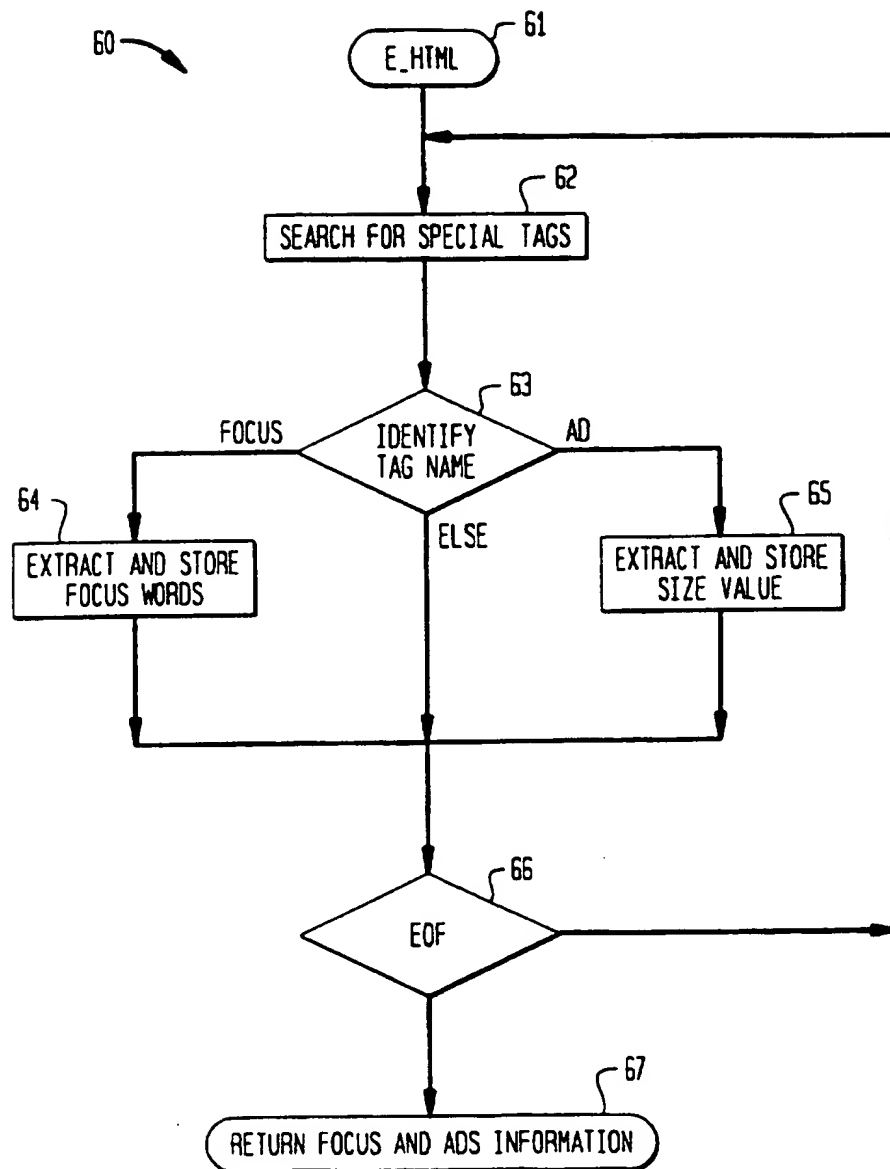 60
61
E_HTML
62
SEARCH FOR SPECIAL TAGS
63
FOCUS
IDENTIFY
TAG NAME
AD
ELSE
64
EXTRACT AND STORE
FOCUS WORDS
65
EXTRACT AND STORE
SIZE VALUE
66
EOF
67
RETURN FOCUS AND ADS INFORMATION